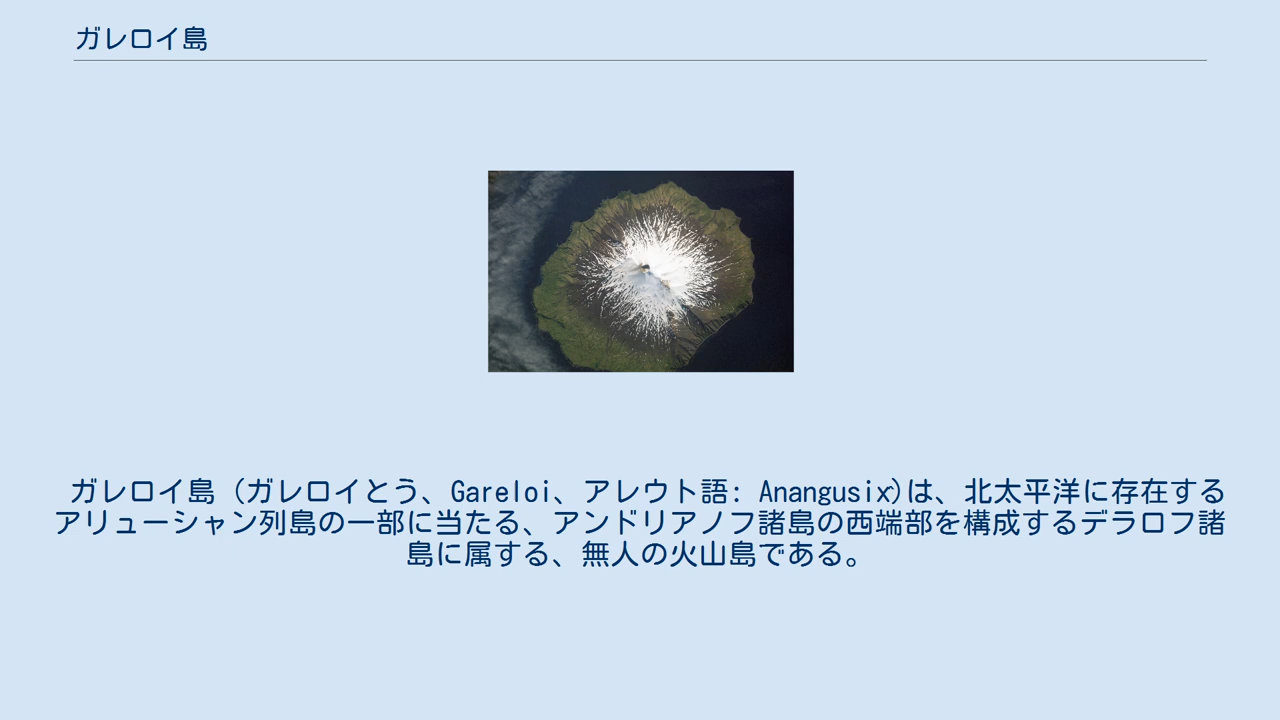 ガレロイ島
ガレロイ島（ガレロイとう、Gareloi、アレウト語: Anangusix)は、北太平洋に存在する
アリューシャン列島の一部に当たる、アンドリアノフ諸島の西端部を構成するデラロフ諸
島に属する、無人の火山島である。